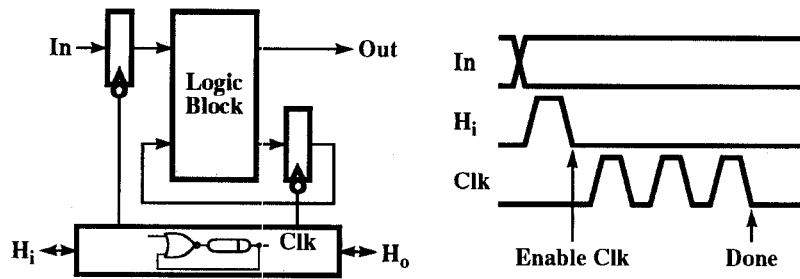 In
Logic
Block
Out
Clk
Hi
Ho
In
Hi
Clk
Enable Clk
Done